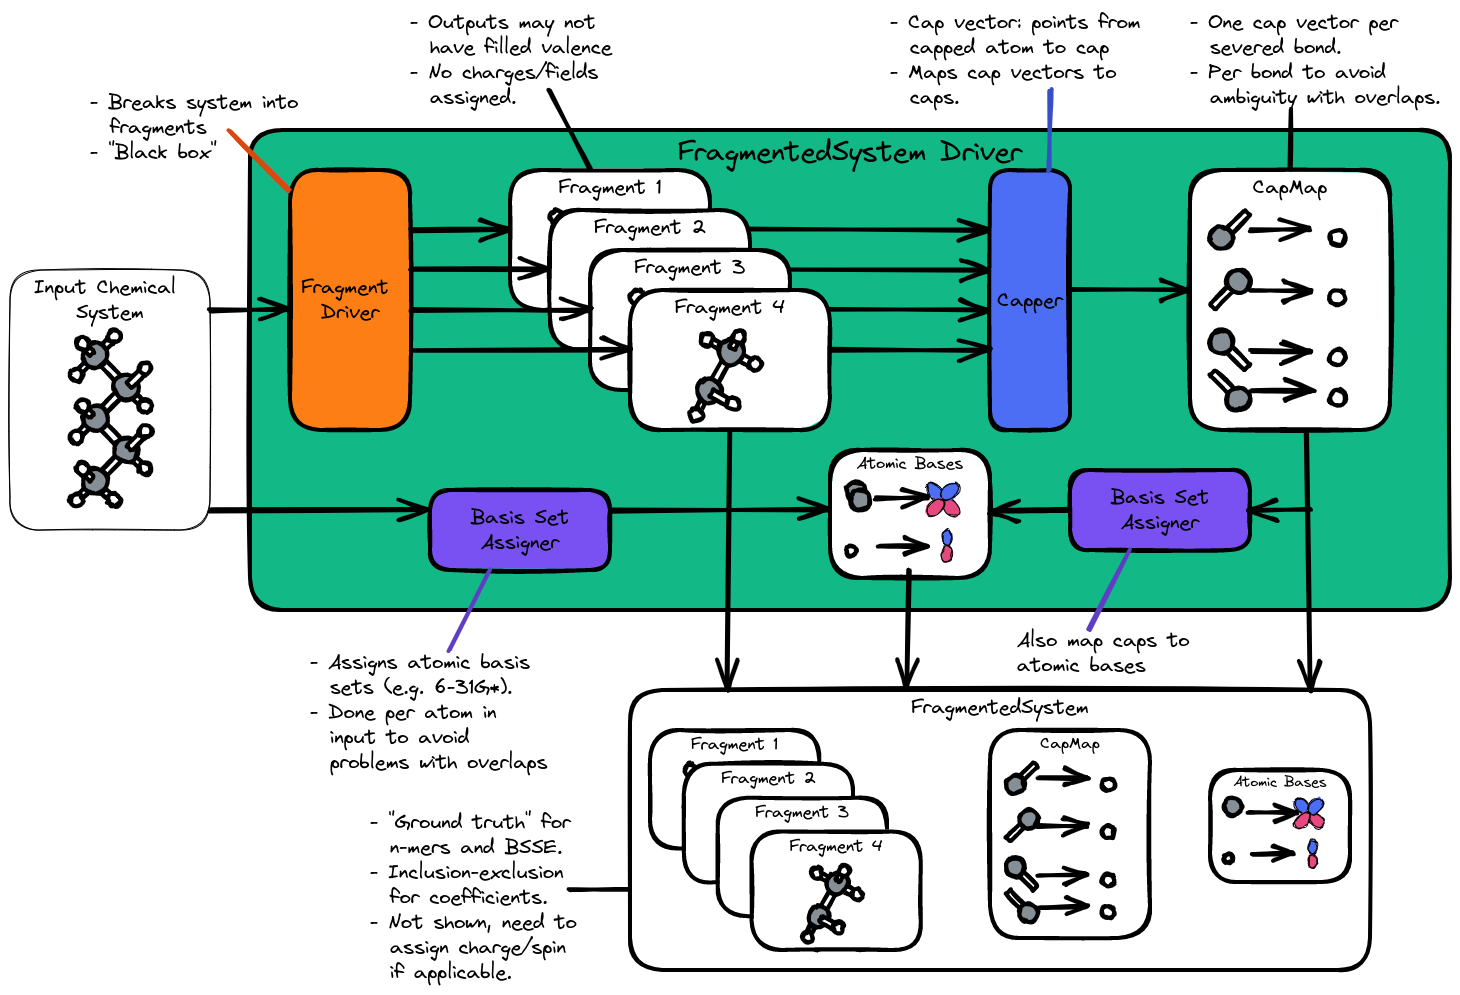 - Outputs may not
have filled valence
- No charges/fields
assigned.
- Cap vector: points from
capped atom to cap
- Maps cap vectors to
caps.
- One cap vector per
severed bond.
- Per bond to avoid
ambiguity with overlaps.
- Breaks system into
fragments
- "Black box"
FragmentedSystem Driver
Fragment 1
Fragment 2
Fragment 3
Fragment 4
CapMap
Input Chemical
System
Fragment
Driver
Capper
Atomic Bases
Basis Set
Assigner
Basis Set
Assigner
- Assigns atomic basis
sets (e.g. 6-31G*).
- Done per atom in
input to avoid
problems with overlaps
Also map caps to
atomic bases
FragmentedSystem
Fragment 1
Fragment 2
Fragment 3
Fragment 4
CapMap
Atomic Bases
- "Ground truth" for
n-mers and BSSE.
- Inclusion-exclusion
for coefficients.
- Not shown, need to
assign charge/spin
if applicable.